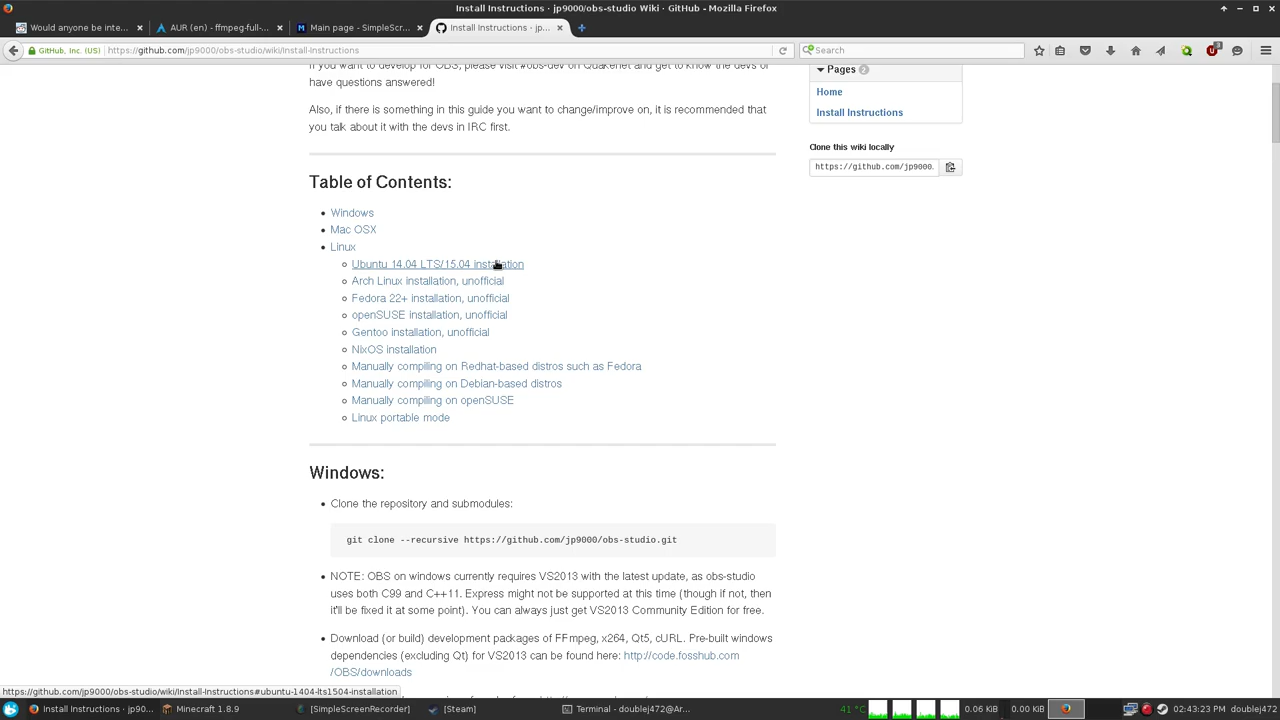 Install Instructions · jp9000/obs-studio Wiki · GitHub - Mozilla Firefox
Would anyone be inte...
AUR (en) - ffmpeg-full-...
Main page - SimpleScr...
Install Instructions · jp...
GitHub, Inc. (US)
https://github.com/jp9000/obs-studio/wiki/Install-Instructions
Search
If you want to develop for OBS, please visit #obs-dev on QuakeNet and get to know the devs or
have questions answered!
Also, if there is something in this guide you want to change/improve on, it is recommended that
you talk about it with the devs in IRC first.
Pages 2
Home
Install Instructions
Clone this wiki locally
https://github.com/jp9000.
Table of Contents:
Windows
Mac OSX
Linux
Ubuntu 14.04 LTS/15.04 installation
Arch Linux installation, unofficial
Fedora 22+ installation, unofficial
openSUSE installation, unofficial
Gentoo installation, unofficial
NixOS installation
Manually compiling on Redhat-based distros such as Fedora
Manually compiling on Debian-based distros
Manually compiling on openSUSE
Linux portable mode
Windows:
Clone the repository and submodules:
git clone --recursive https://github.com/jp9000/obs-studio.git
NOTE: OBS on windows currently requires VS2013 with the latest update, as obs-studio
uses both C99 and C++11. Express might not be supported at this time (though if not, then
it'll be fixed it at some point). You can always just get VS2013 Community Edition for free.
Download (or build) development packages of FFmpeg, x264, Qt5, cURL. Pre-built windows
dependencies (excluding Qt) for VS2013 can be found here: http://code.fosshub.com
/OBS/downloads
https://github.com/jp9000/obs-studio/wiki/Install-Instructions#ubuntu-1404-lts1504-installation
Install Instructions · jp90...
Minecraft 1.8.9
[SimpleScreenRecorder]
[Steam]
Terminal - doublej472@Ar...
41 °C
0.06 KiB
0.00 KiB
02:43:23 PM
doublej472